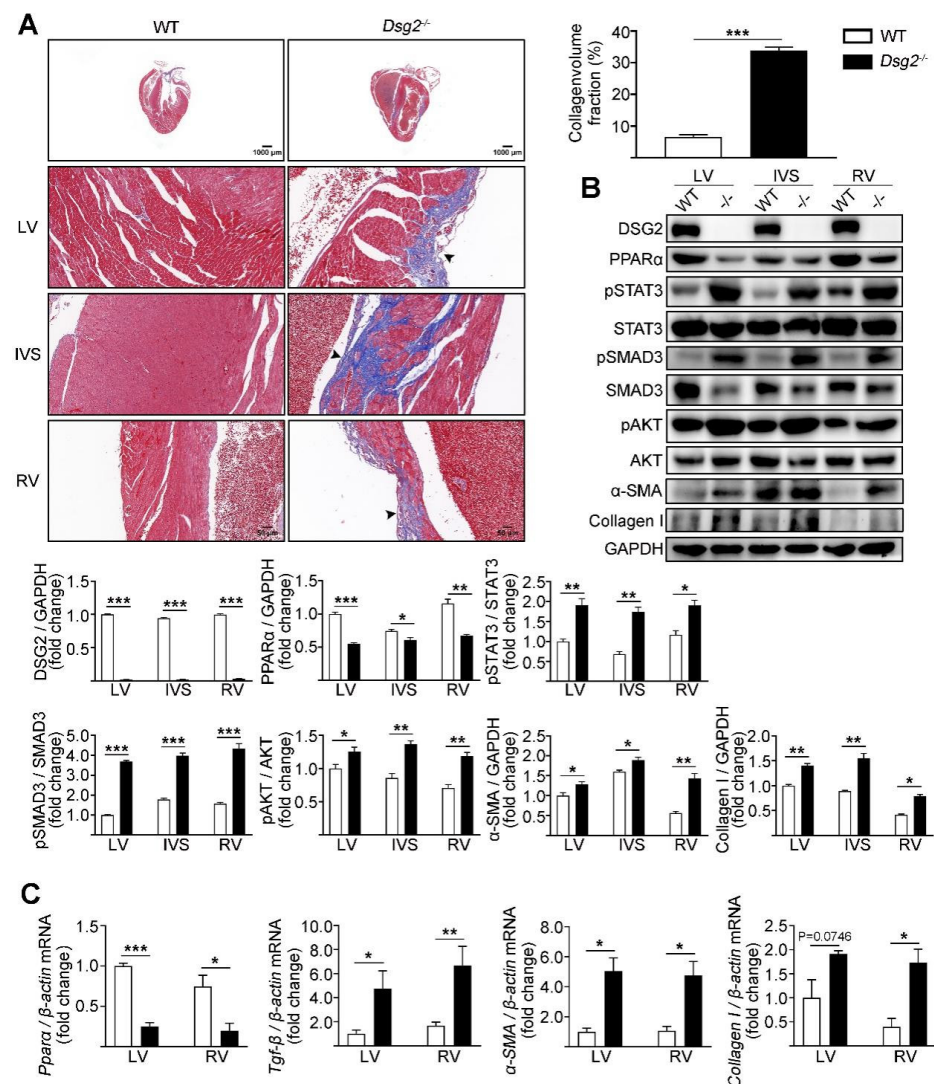 A
WT
Dsg2-/-
1000 μm
1000 μm
LV
IVS
RV
50 μm
50 μm
Collagenvolume
fraction (%)
40
30
20
10
***
WT
Dsg2-/-
B
LV IVS RV
WT -/- WT -/- WT -/-
DSG2
PPARα
pSTAT3
STAT3
pSMAD3
SMAD3
pAKT
AKT
α-SMA
Collagen I
GAPDH
DSG2 / GAPDH
(fold change)
1.5
1.0
0.5
*** *** ***
LV IVS RV
PPARα / GAPDH
(fold change)
1.5
1.0
0.5
*** * **
LV IVS RV
pSTAT3 / STAT3
(fold change)
2.5
2.0
1.5
1.0
0.5
** ** *
LV IVS RV
pSMAD3 / SMAD3
(fold change)
5.0
4.0
3.0
2.0
1.0
*** *** ***
LV IVS RV
pAKT / AKT
(fold change)
1.5
1.0
0.5
* ** **
LV IVS RV
α-SMA / GAPDH
(fold change)
2.5
2.0
1.5
1.0
0.5
* * **
LV IVS RV
Collagen I / GAPDH
(fold change)
2.0
1.5
1.0
0.5
** ** *
LV IVS RV
C
Pparα / β-actin mRNA
(fold change)
1.5
1.0
0.5
*** *
LV RV
Tgf-β / β-actin mRNA
(fold change)
10.0
8.0
6.0
4.0
2.0
* **
LV RV
α-SMA / β-actin mRNA
(fold change)
8.0
6.0
4.0
2.0
* *
LV RV
Collagen I / β-actin mRNA
(fold change)
2.5
2.0
1.5
1.0
0.5
P=0.0746 *
LV RV